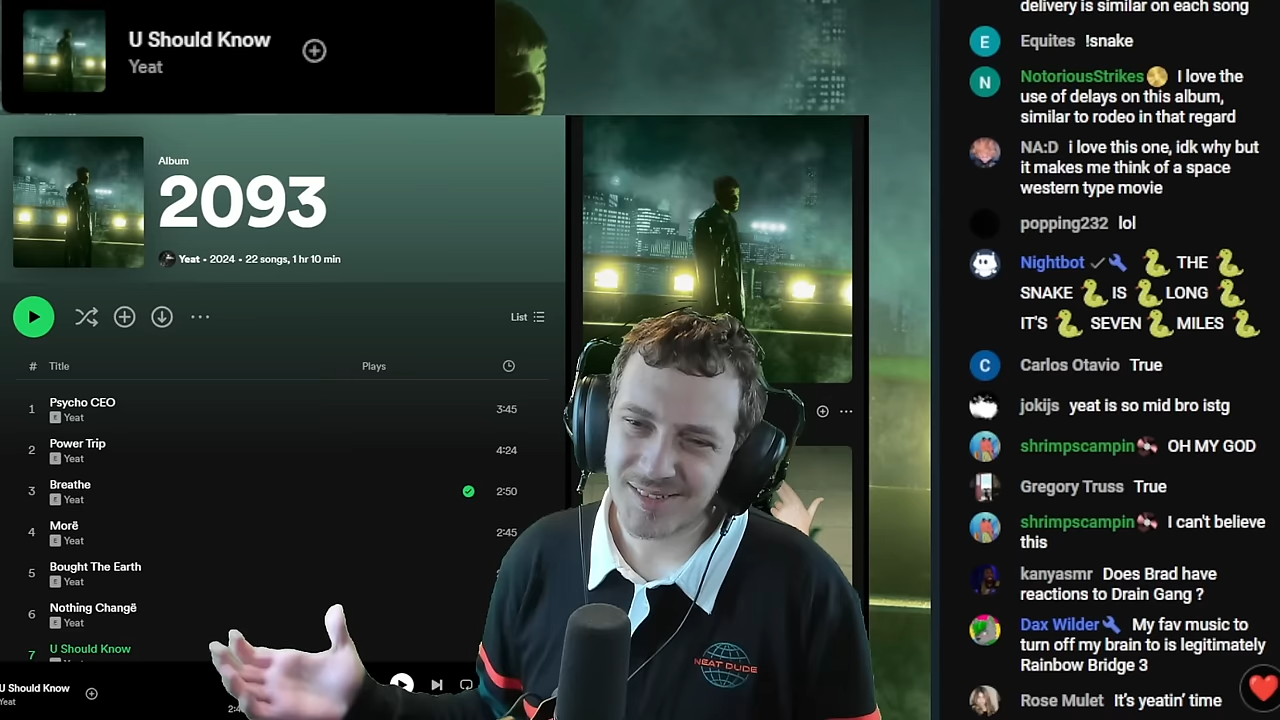 U Should Know
Yeat
Album
2093
Yeat • 2024 • 22 songs, 1 hr 10 min
List
# Title Plays
1 Psycho CEO 3:45
E Yeat
2 Power Trip 4:24
E Yeat
3 Breathe 2:50
E Yeat
4 Morë 2:45
E Yeat
5 Bought The Earth
E Yeat
6 Nothing Changë
E Yeat
7 U Should Know
U Should Know
Yeat
NEAT DUDE
delivery is similar on each song
E Equites !snake
N NotoriousStrikes I love the
use of delays on this album,
similar to rodeo in that regard
NA:D i love this one, idk why but
it makes me think of a space
western type movie
popping232 lol
Nightbot 🐍 THE 🐍
SNAKE 🐍 IS 🐍 LONG 🐍
IT'S 🐍 SEVEN 🐍 MILES 🐍
C Carlos Otavio True
jokijs yeat is so mid bro istg
shrimpscampin OH MY GOD
Gregory Truss True
shrimpscampin I can't believe
this
kanyasmr Does Brad have
reactions to Drain Gang ?
Dax Wilder My fav music to
turn off my brain to is legitimately
Rainbow Bridge 3
Rose Mulet It's yeatin' time